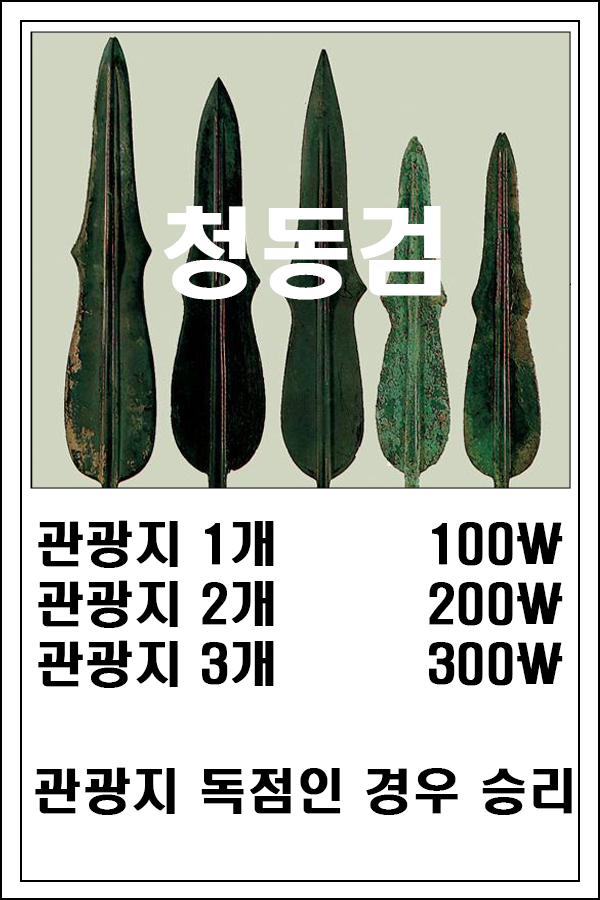 청동검
관광지 1개 100₩
관광지 2개 200₩
관광지 3개 300₩
관광지 독점인 경우 승리